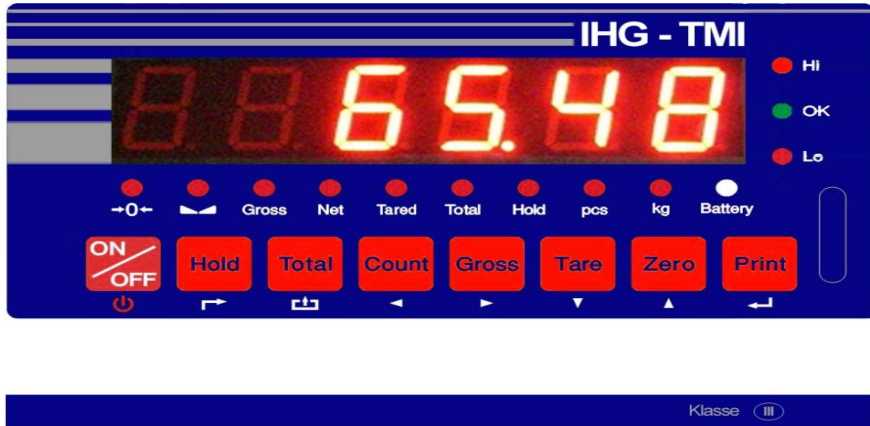 IHG - TMI
65.48
Hi
OK
Lo
→0← Gross Net Tared Total Hold pcs kg Battery
ON OFF Hold Total Count Gross Tare Zero Print
Klasse III